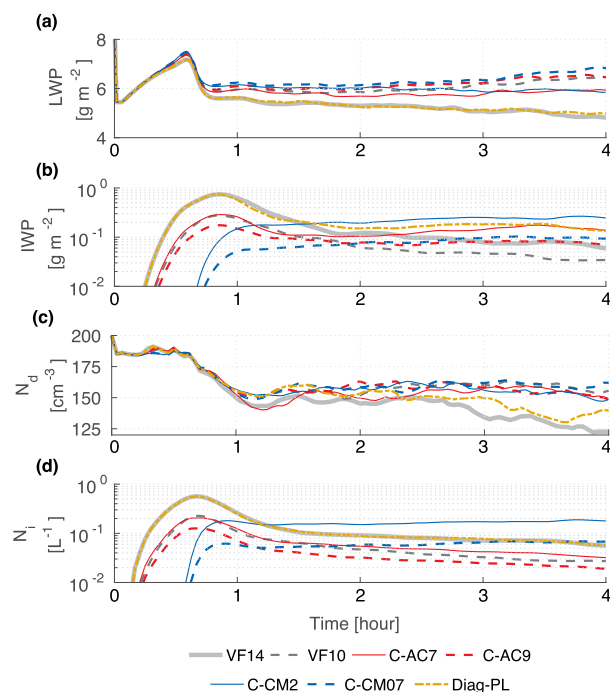 (a)
8
6
4
LWP
[g m⁻²]
0 1 2 3 4
(b)
10⁰
10⁻¹
10⁻²
IWP
[g m⁻²]
0 1 2 3 4
(c)
200
175
150
125
N_d
[cm⁻³]
0 1 2 3 4
(d)
10⁰
10⁻¹
10⁻²
N_i
[L⁻¹]
0 1 2 3 4
Time [hour]
VF14 VF10 C-AC7 C-AC9
C-CM2 C-CM07 Diag-PL